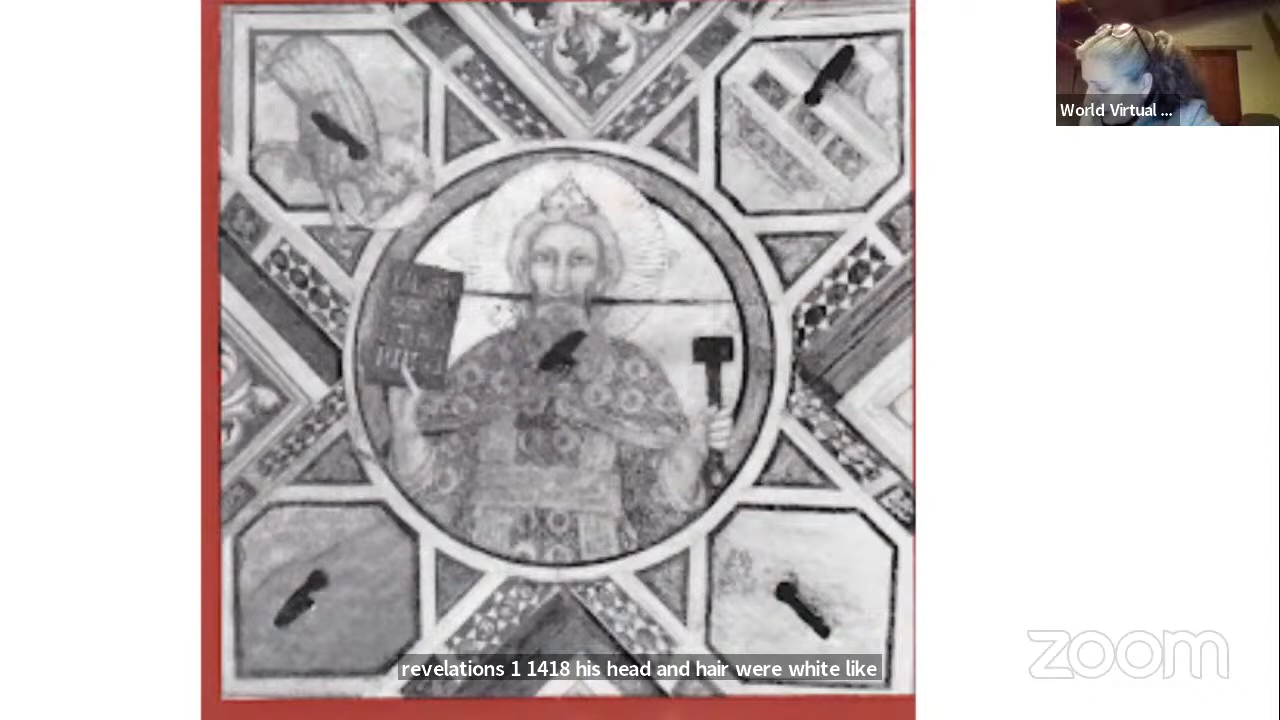 World Virtual ...
revelations 1 1418 his head and hair were white like
zoom